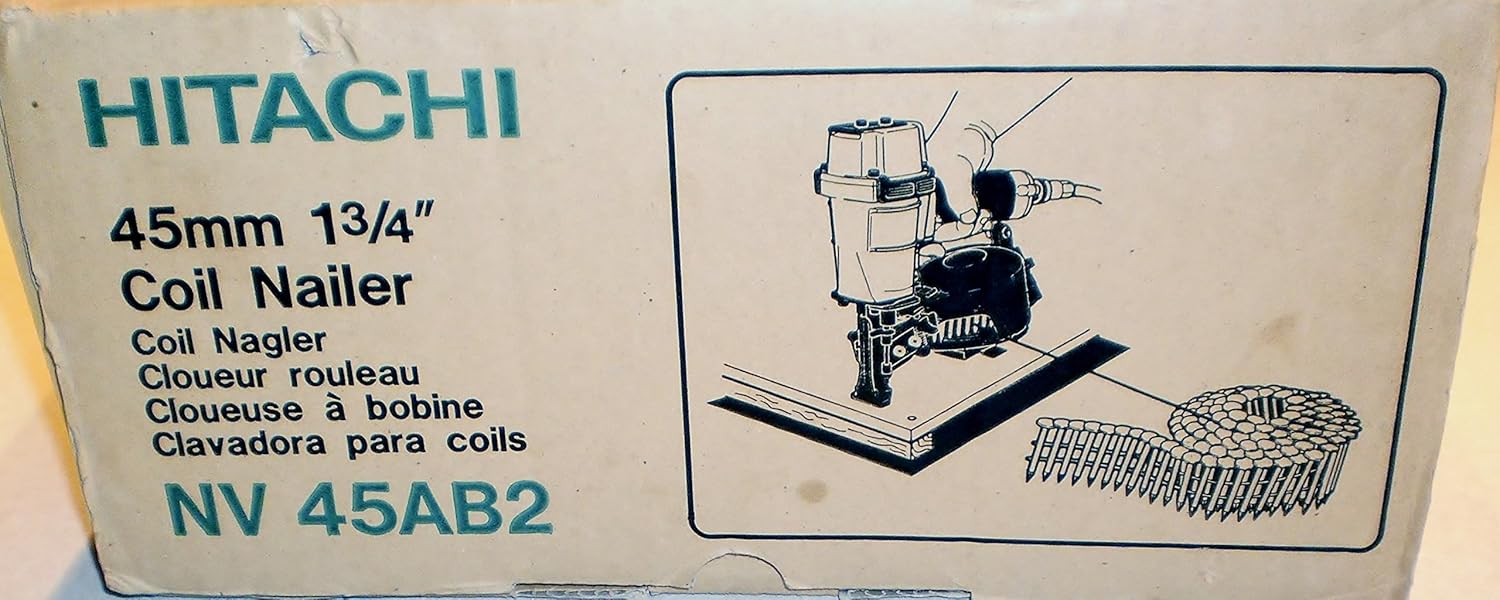 HITACHI
45mm 1 3/4"
Coil Nailer
Coil Nagler
Cloueur rouleau
Cloueuse à bobine
Clavadora para coils
NV 45AB2